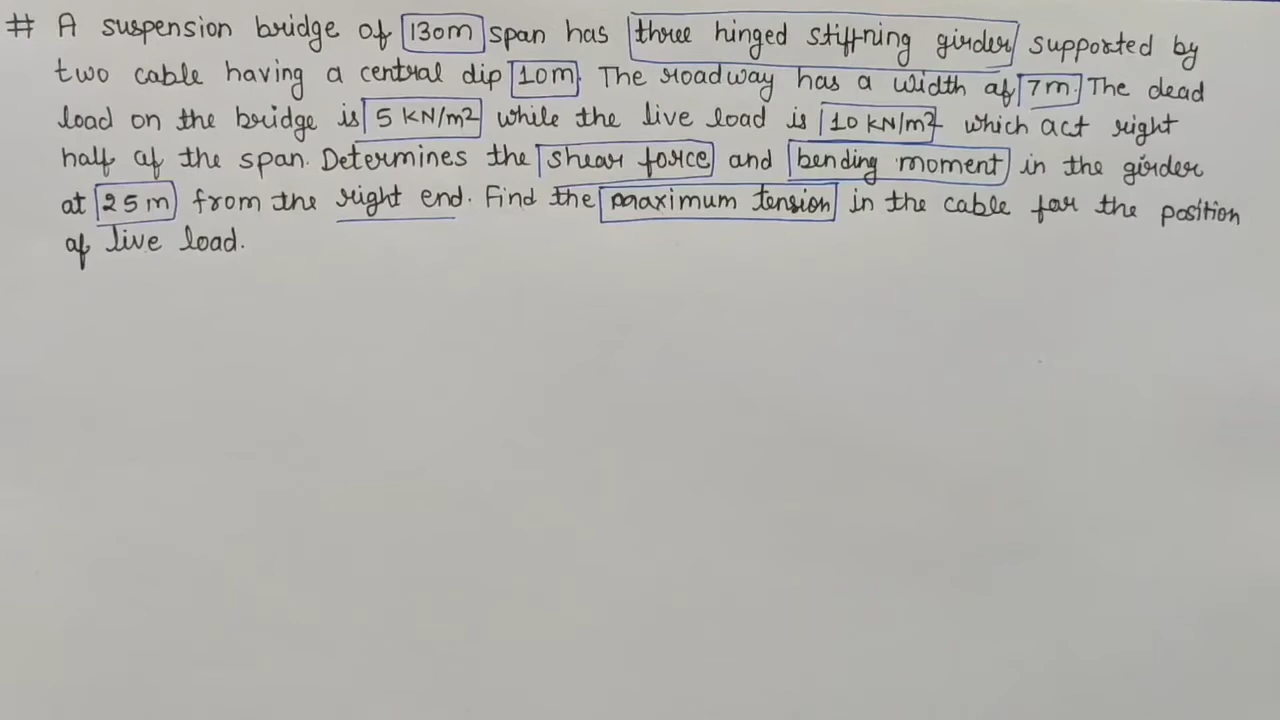 # A suspension bridge of 130m span has three hinged stiffning girder supported by
two cable having a central dip 10m. The roadway has a width of 7m. The dead
load on the bridge is 5 KN/m² while the live load is 10 KN/m² which act right
half of the span. Determines the shear force and bending moment in the girder
at 25m from the right end. Find the maximum tension in the cable for the position
of live load.